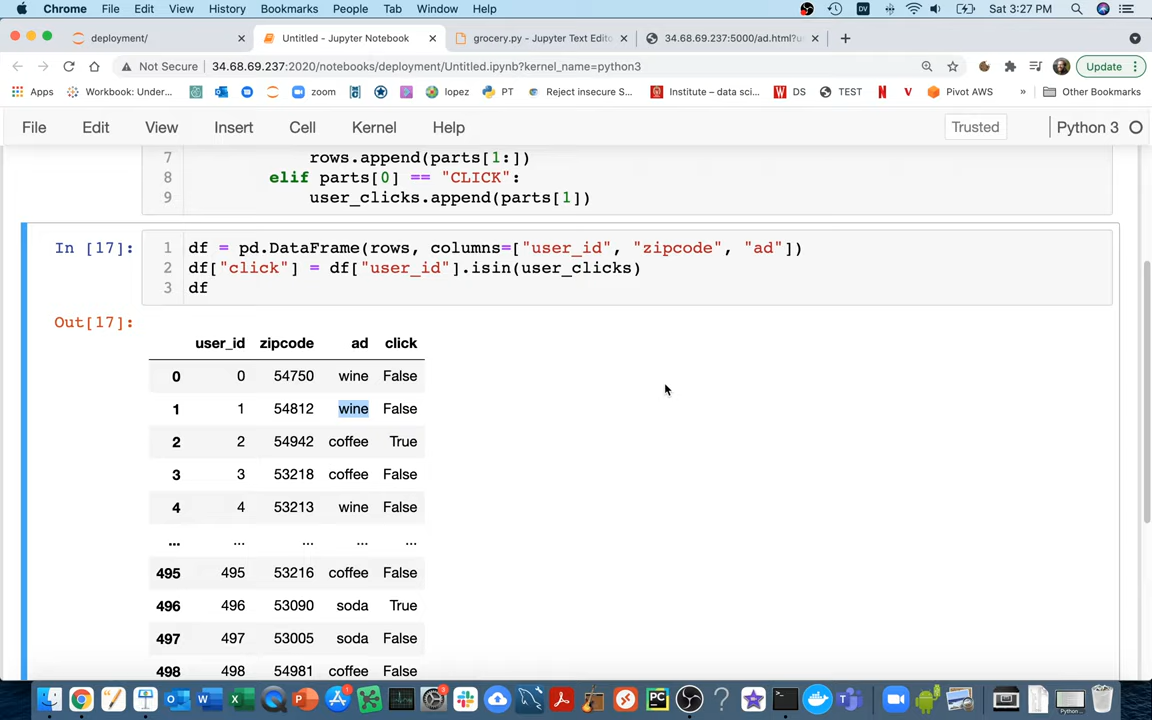 Chrome File Edit View History Bookmarks People Tab Window Help DV Sat 3:27 PM
deployment/ Untitled - Jupyter Notebook grocery.py - Jupyter Text Edito 34.68.69.237:5000/ad.html?u
Not Secure 34.68.69.237:2020/notebooks/deployment/Untitled.ipynb?kernel_name=python3 Update
Apps Workbook: Under... zoom lopez PT Reject insecure S... Institute – data sci... DS TEST Pivot AWS » Other Bookmarks
File Edit View Insert Cell Kernel Help Trusted Python 3
7 rows.append(parts[1:])
8 elif parts[0] == "CLICK":
9 user_clicks.append(parts[1])
In [17]: 1 df = pd.DataFrame(rows, columns=["user_id", "zipcode", "ad"])
2 df["click"] = df["user_id"].isin(user_clicks)
3 df
Out[17]:
user_id zipcode ad click
0 0 54750 wine False
1 1 54812 wine False
2 2 54942 coffee True
3 3 53218 coffee False
4 4 53213 wine False
... ... ... ... ...
495 495 53216 coffee False
496 496 53090 soda True
497 497 53005 soda False
498 498 54981 coffee False